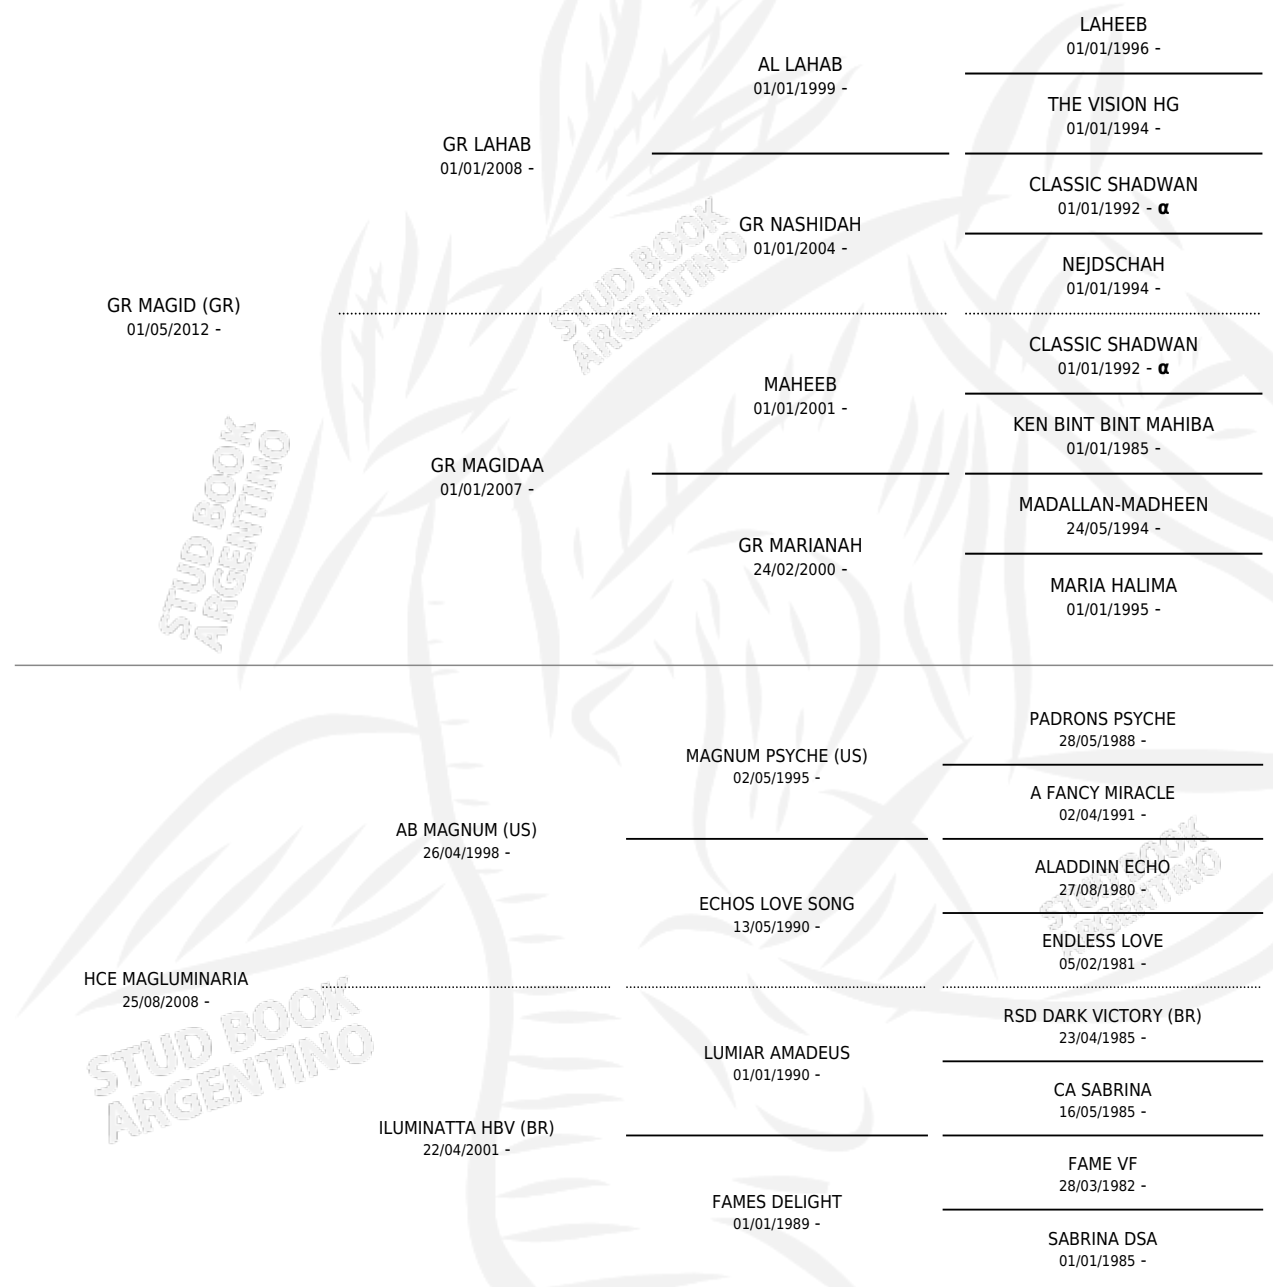 LAHEEB
01/01/1996 -
AL LAHAB
01/01/1999 -
THE VISION HG
01/01/1994 -
GR LAHAB
01/01/2008 -
CLASSIC SHADWAN
01/01/1992 - α
GR NASHIDAH
01/01/2004 -
NEJDSCHAH
01/01/1994 -
GR MAGID (GR)
01/05/2012 -
CLASSIC SHADWAN
01/01/1992 - α
MAHEEB
01/01/2001 -
KEN BINT BINT MAHIBA
01/01/1985 -
GR MAGIDAA
01/01/2007 -
MADALLAN-MADHEEN
24/05/1994 -
GR MARIANAH
24/02/2000 -
MARIA HALIMA
01/01/1995 -
PADRONS PSYCHE
28/05/1988 -
MAGNUM PSYCHE (US)
02/05/1995 -
A FANCY MIRACLE
02/04/1991 -
AB MAGNUM (US)
26/04/1998 -
ALADDINN ECHO
27/08/1980 -
ECHOS LOVE SONG
13/05/1990 -
ENDLESS LOVE
05/02/1981 -
HCE MAGLUMINARIA
25/08/2008 -
RSD DARK VICTORY (BR)
23/04/1985 -
LUMIAR AMADEUS
01/01/1990 -
CA SABRINA
16/05/1985 -
ILUMINATTA HBV (BR)
22/04/2001 -
FAME VF
28/03/1982 -
FAMES DELIGHT
01/01/1989 -
SABRINA DSA
01/01/1985 -
STUD BOOK
ARGENTINO
STUD BOOK
ARGENTINO
STUD BOOK
ARGENTINO
STUD BOOK
ARGENTINO